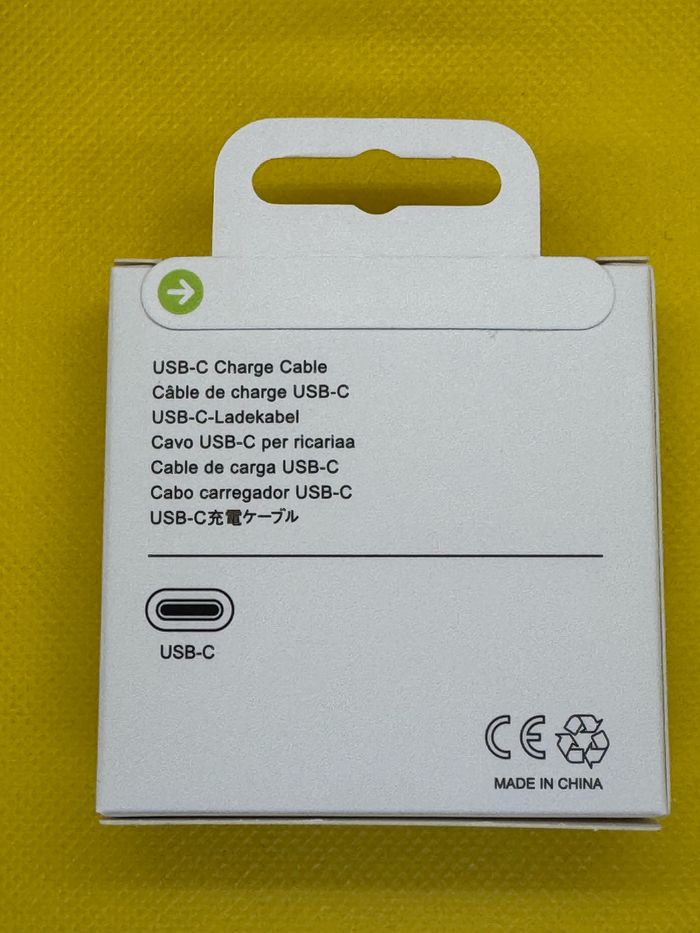 USB-C Charge Cable
Câble de charge USB-C
USB-C-Ladekabel
Cavo USB-C per ricariaa
Cable de carga USB-C
Cabo carregador USB-C
USB-C充電ケーブル
USB-C
CE
MADE IN CHINA